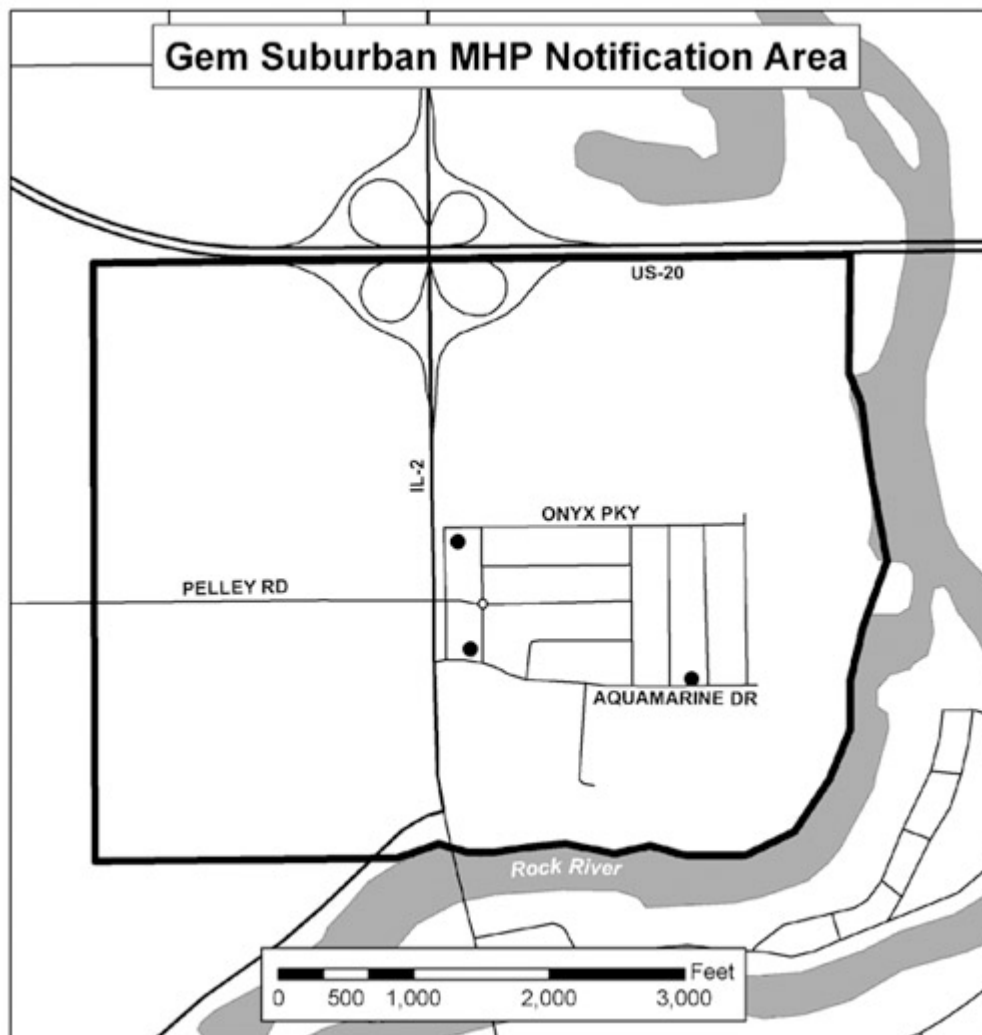 Gem Suburban MHP Notification Area
US-20
IL-2
ONYX PKY
PELLEY RD
AQUAMARINE DR
Rock River
Feet
0 500 1,000 2,000 3,000